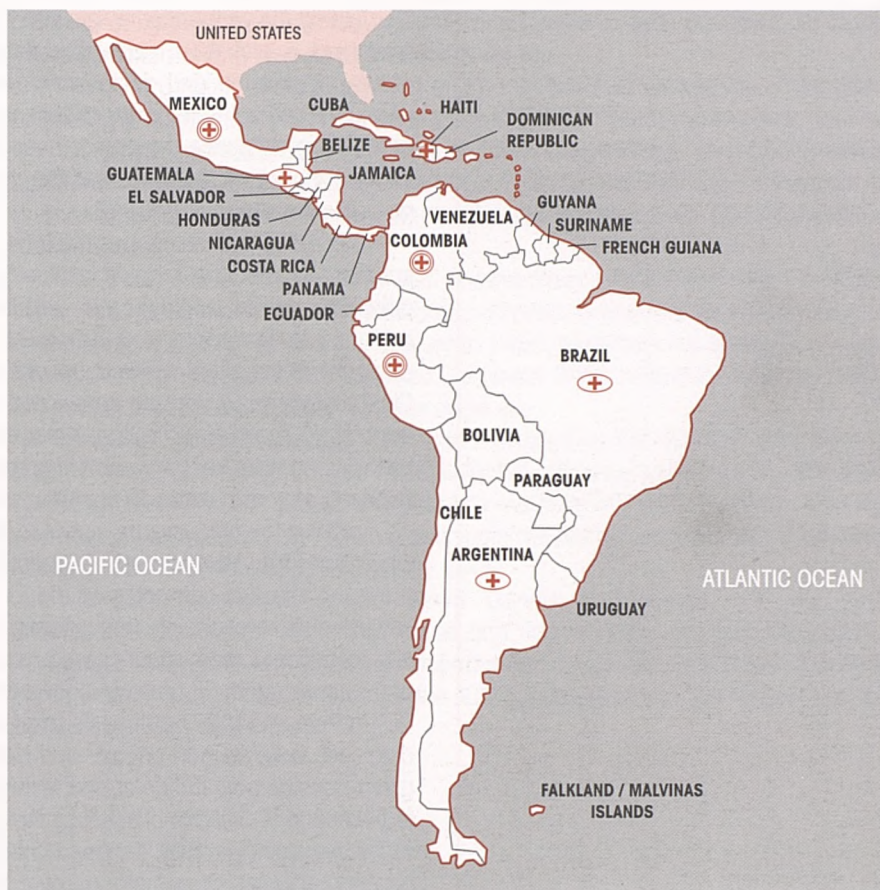 UNITED STATES
MEXICO
CUBA
HAITI
DOMINICAN
REPUBLIC
BELIZE
GUATEMALA
JAMAICA
EL SALVADOR
HONDURAS
NICARAGUA
COSTA RICA
PANAMA
ECUADOR
VENEZUELA
GUYANA
SURINAME
FRENCH GUIANA
COLOMBIA
PERU
BRAZIL
BOLIVIA
PARAGUAY
CHILE
ARGENTINA
PACIFIC OCEAN
ATLANTIC OCEAN
URUGUAY
FALKLAND / MALVINAS
ISLANDS